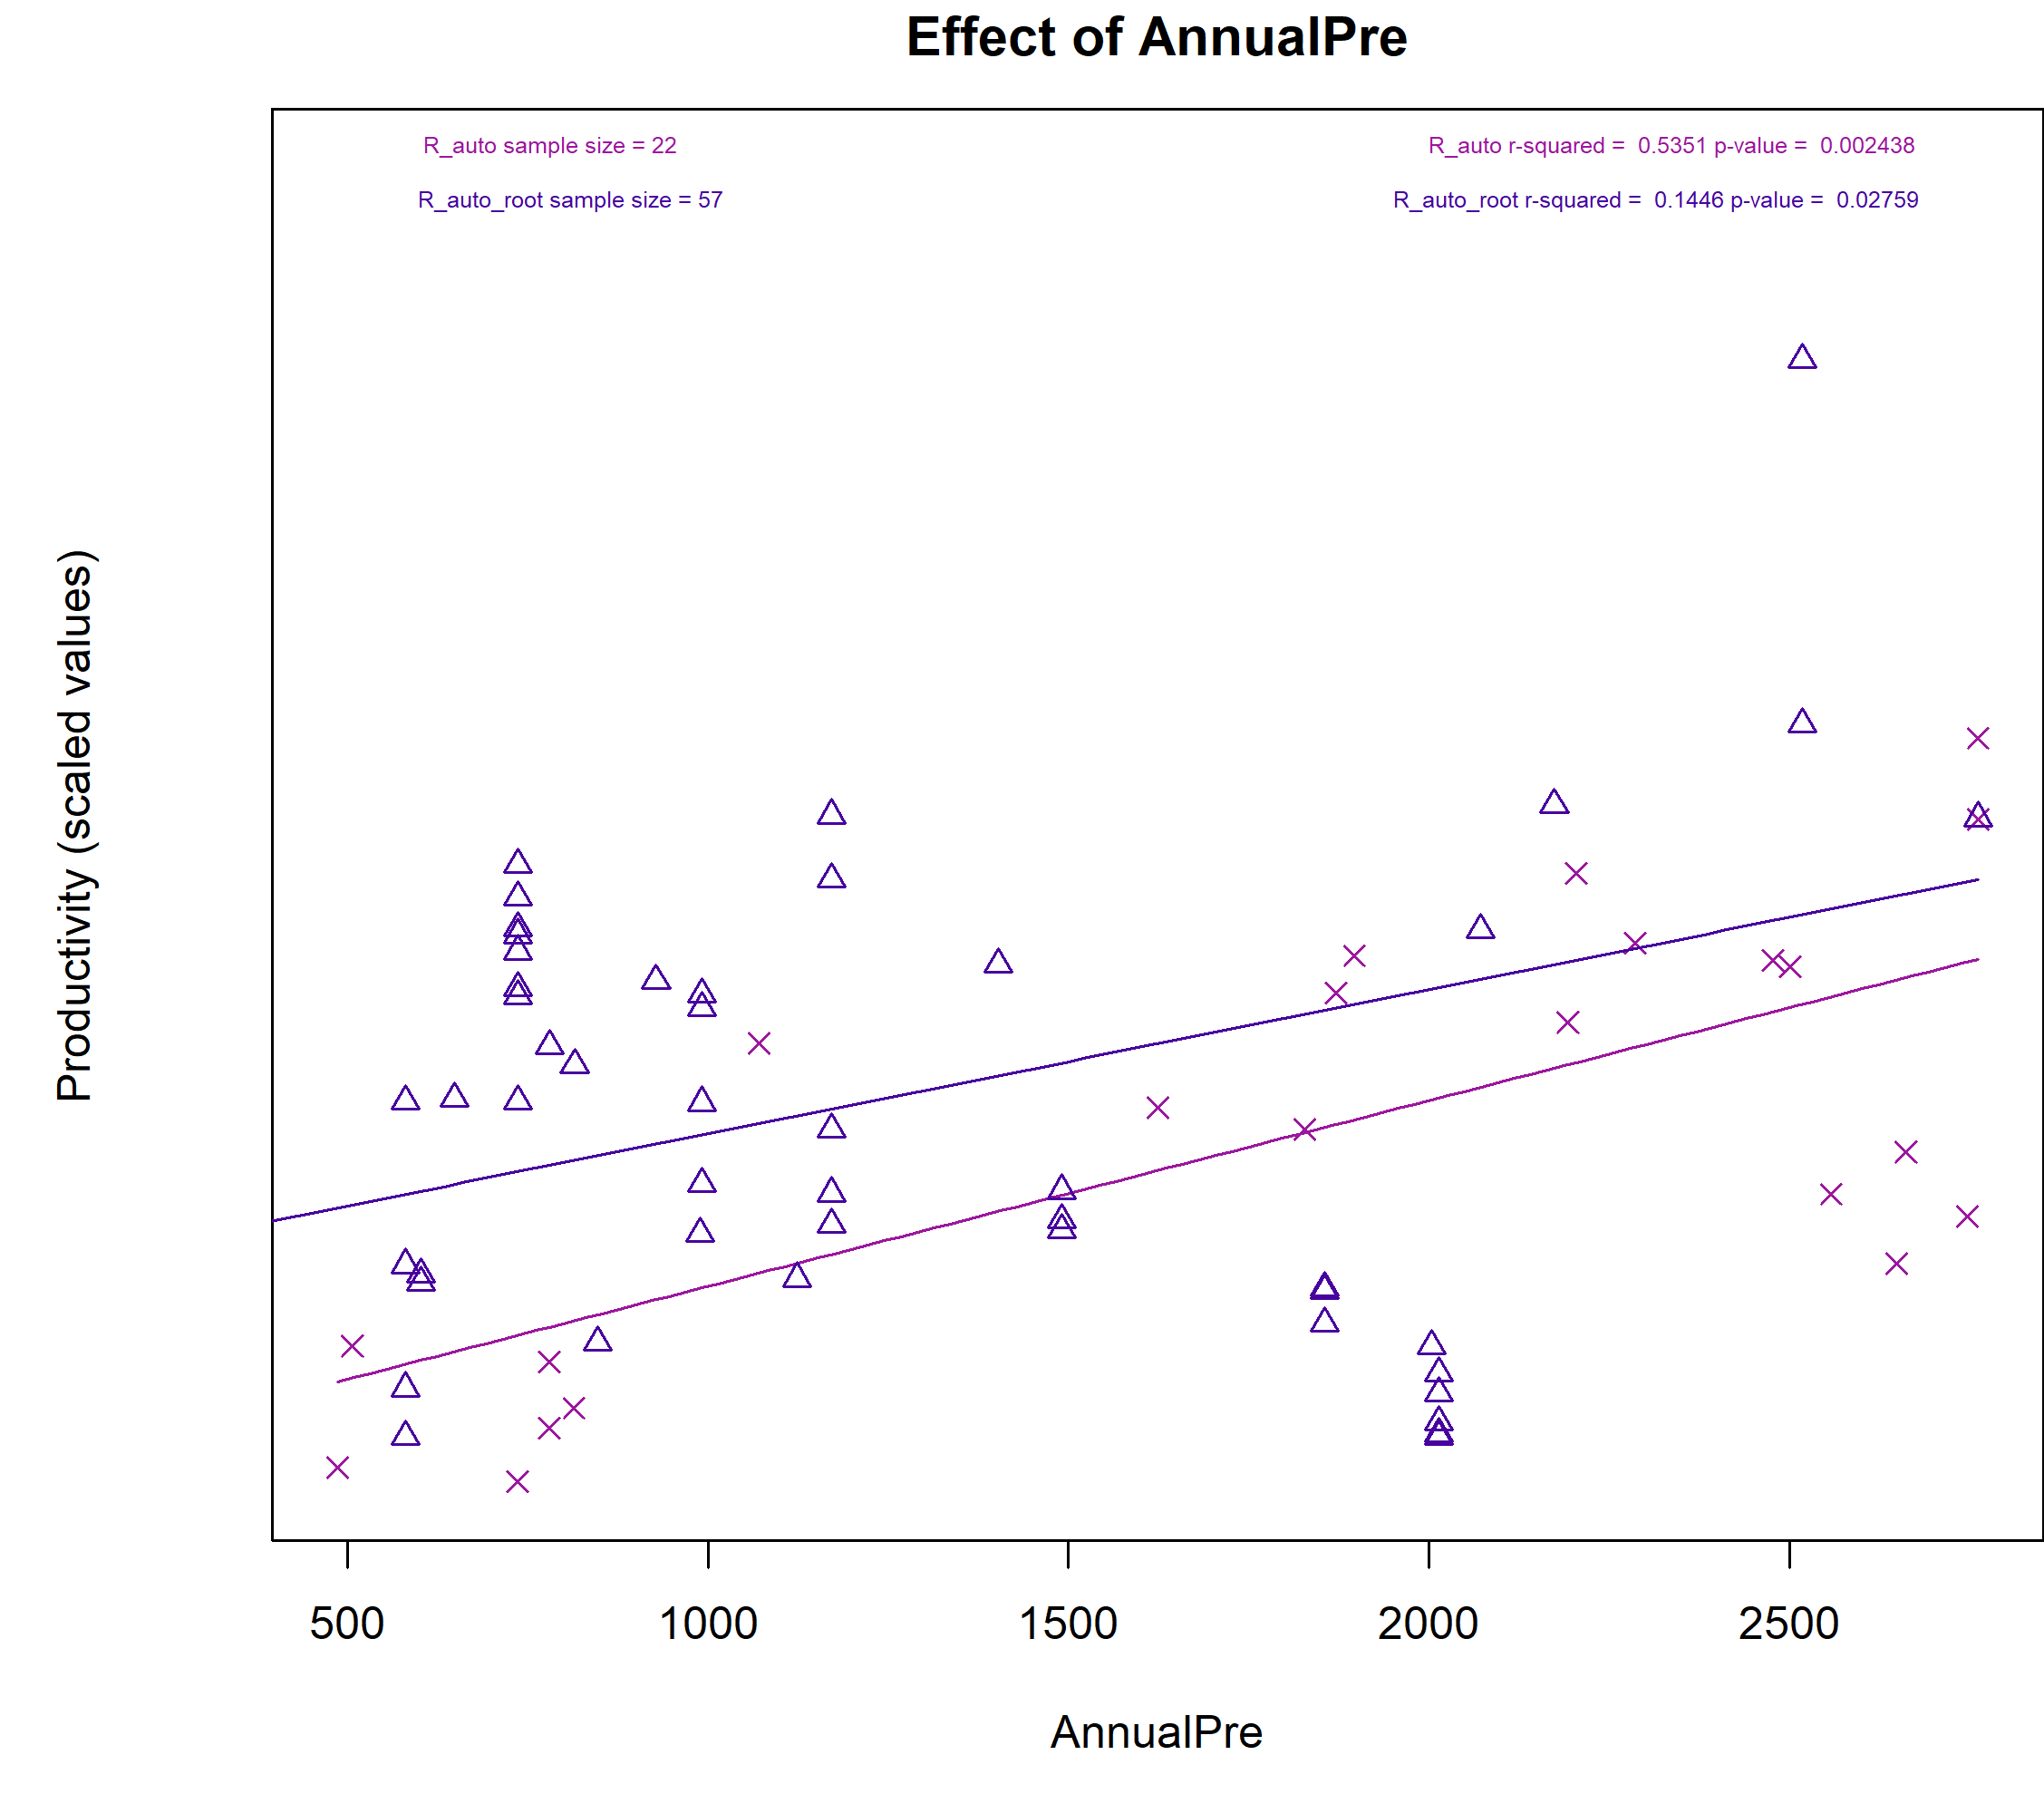 Effect of AnnualPre
R_auto sample size = 22
R_auto r-squared =  0.5351 p-value =  0.002438
R_auto_root sample size = 57
R_auto_root r-squared =  0.1446 p-value =  0.02759
Productivity (scaled values)
500
1000
1500
2000
2500
AnnualPre